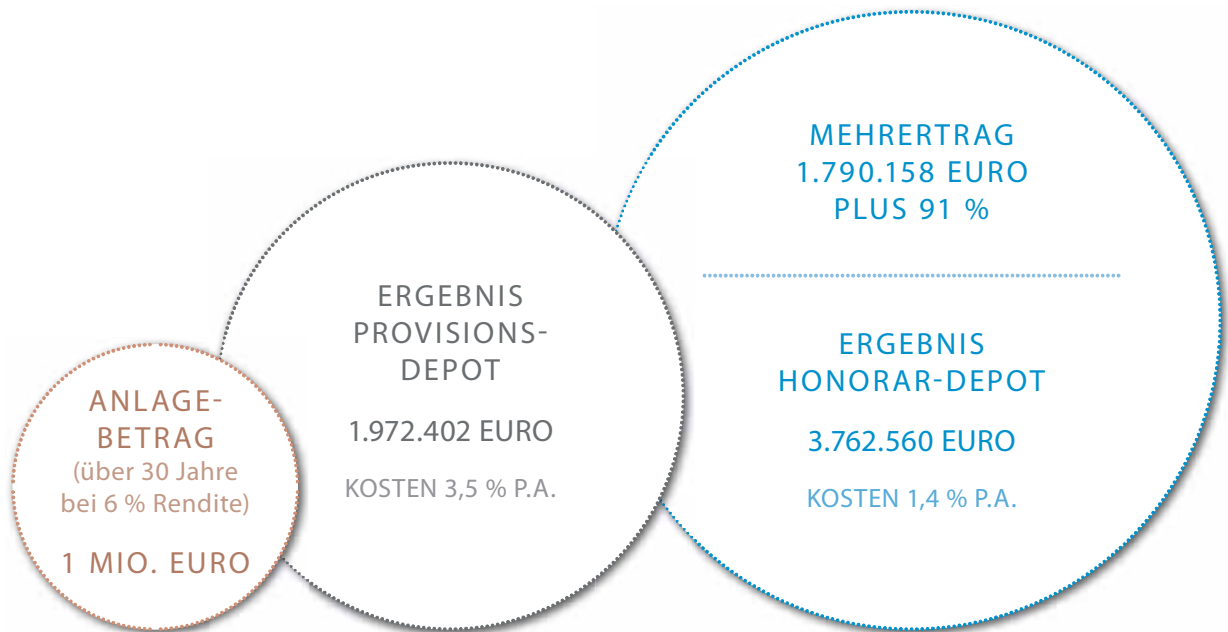 ANLAGE-
BETRAG
(über 30 Jahre
bei 6 % Rendite)
1 MIO. EURO
ERGEBNIS
PROVISIONS-
DEPOT
1.972.402 EURO
KOSTEN 3,5 % P.A.
MEHRERTRAG
1.790.158 EURO
PLUS 91 %
ERGEBNIS
HONORAR-DEPOT
3.762.560 EURO
KOSTEN 1,4 % P.A.